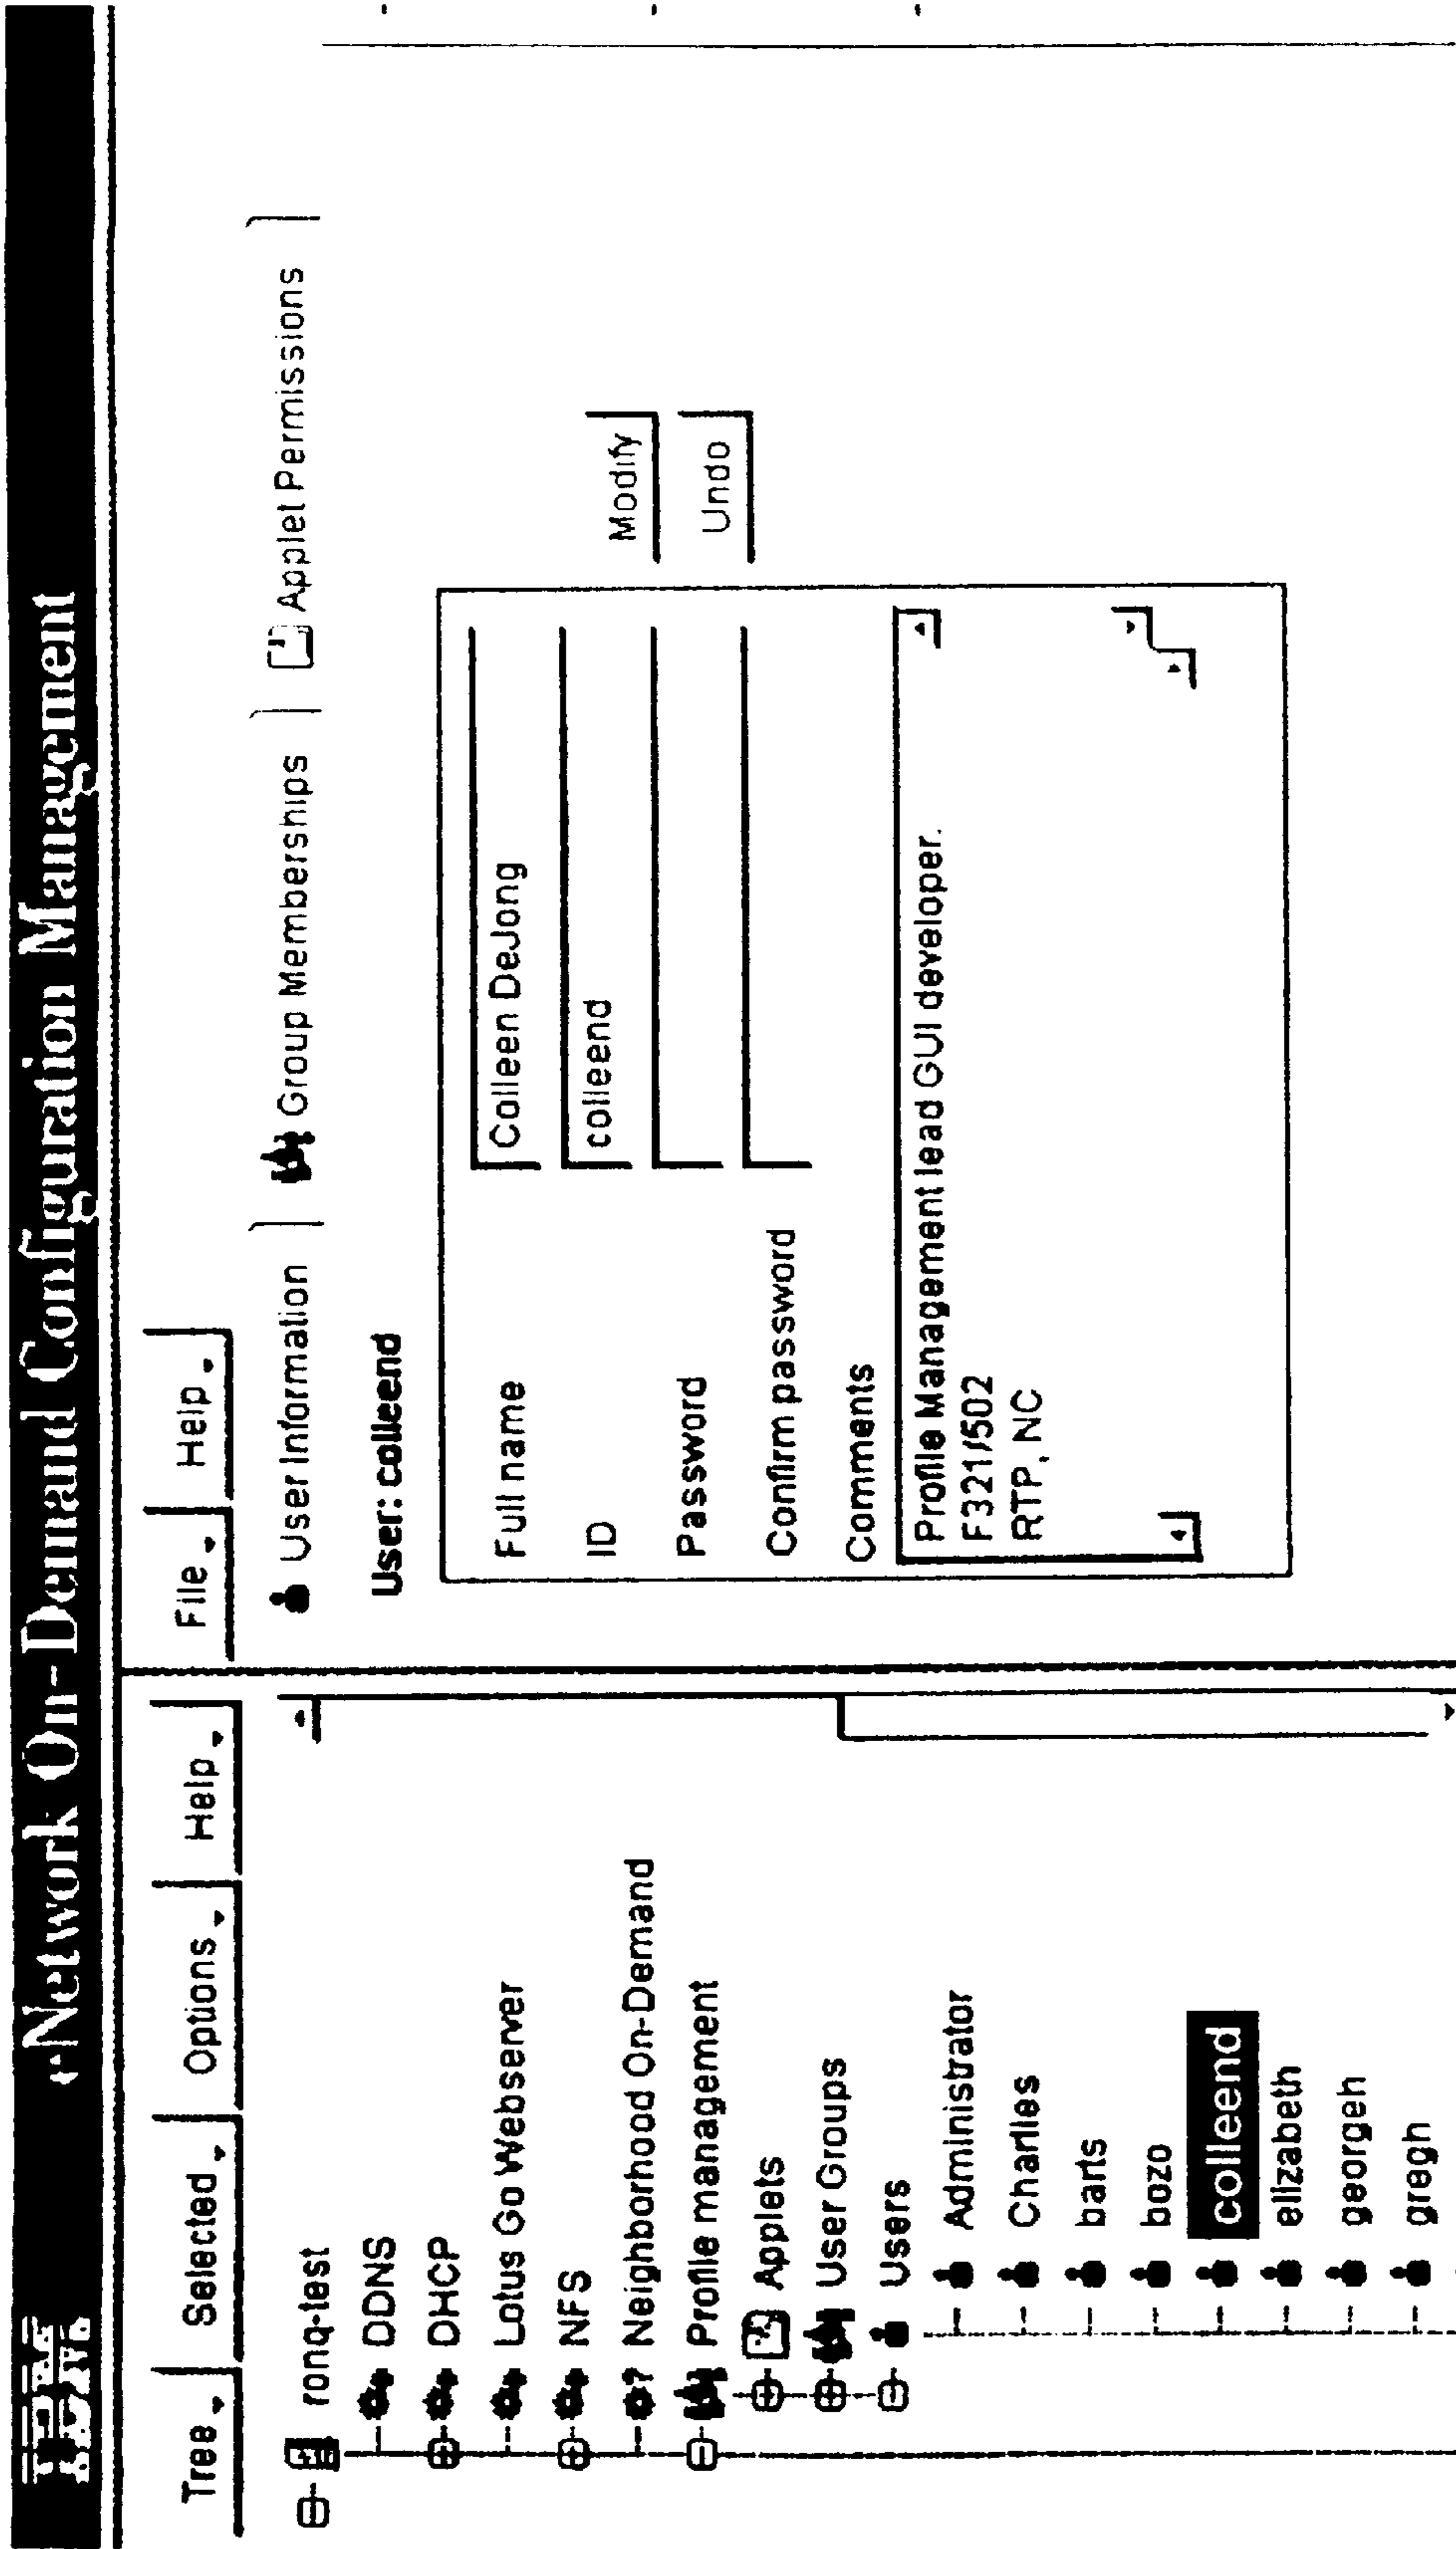 IBM eNetwork On-Demand Configuration Management
Tree Selected Options Help
ronq-test
DDNS
DHCP
Lotus Go Webserver
NFS
Neighborhood On-Demand
Profile management
Applets
User Groups
Users
Administrator
Charlies
barts
bozo
colleend
elizabeth
georgeh
gregh
File Help
User Information Group Memberships Applet Permissions
User: colleend
Full name Colleen DeJong
ID colleend
Modify
Password
Undo
Confirm password
Comments
Profile Management lead GUI developer.
F321/502
RTP, NC